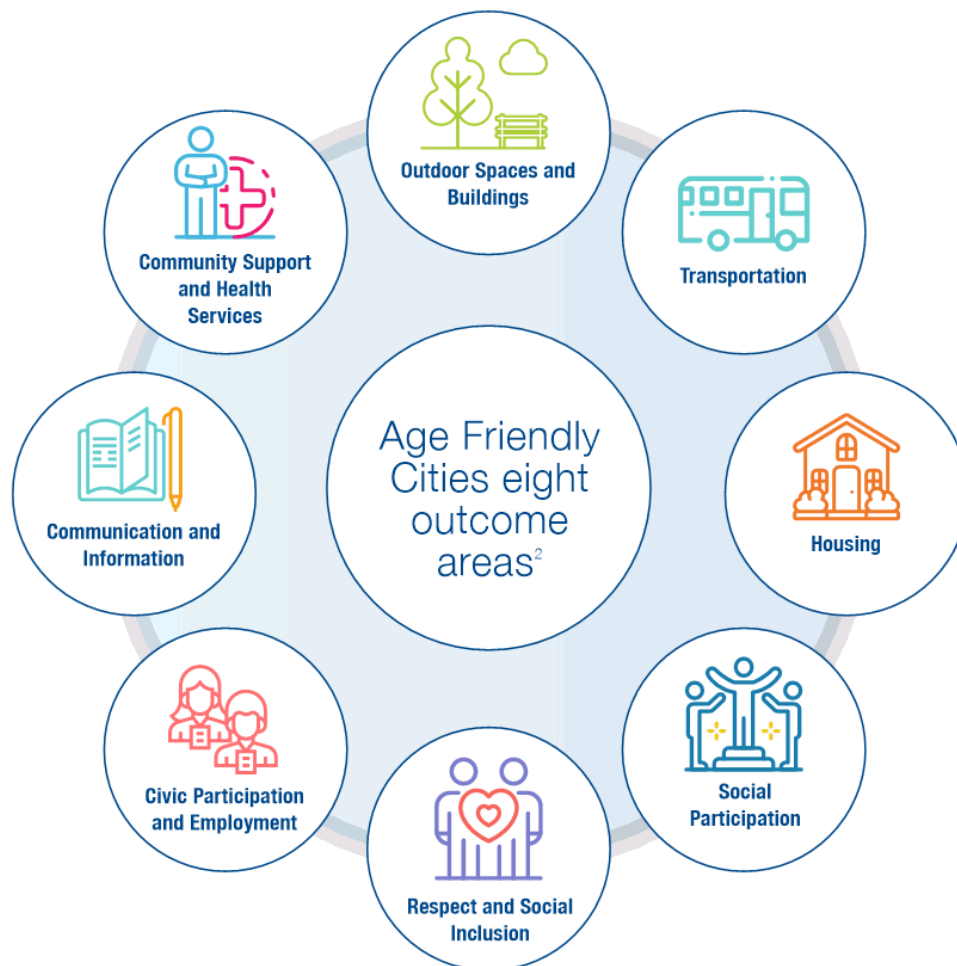 Outdoor Spaces and
Buildings
Transportation
Housing
Social
Participation
Respect and Social
Inclusion
Civic Participation
and Employment
Communication and
Information
Community Support
and Health
Services
Age Friendly
Cities eight
outcome
areas²